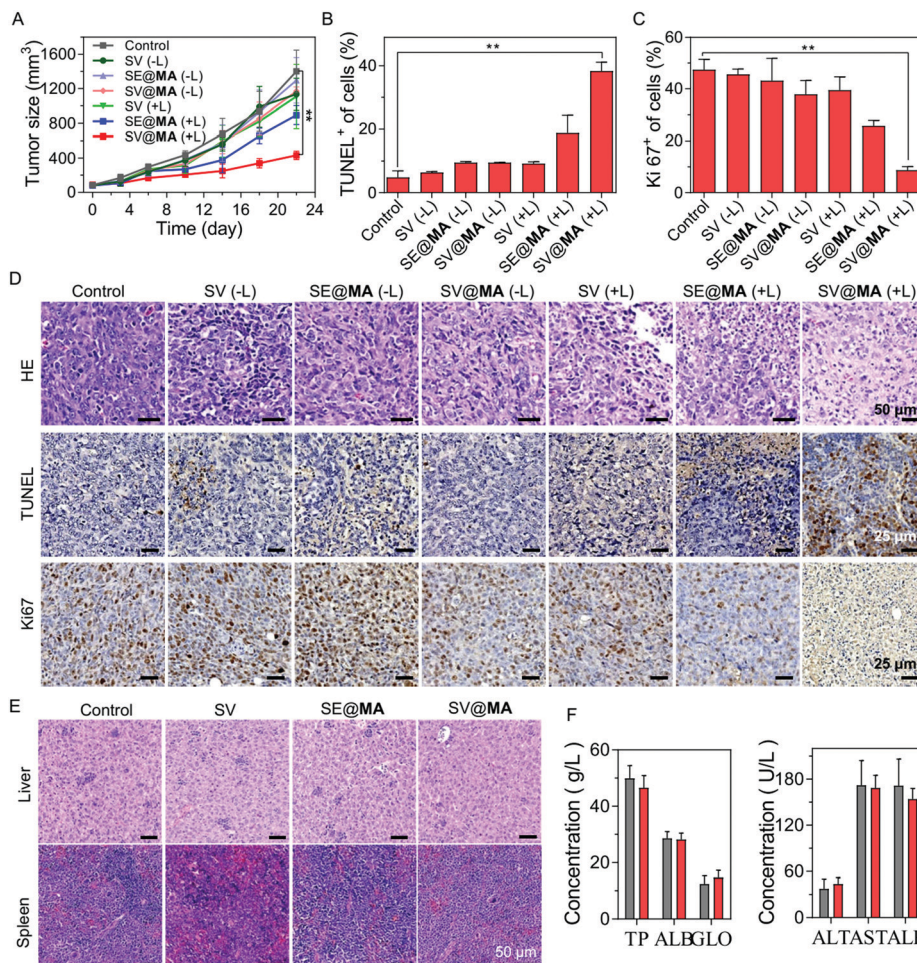 A
Tumor size (mm³)
1600
1200
800
400
0
0 4 8 12 16 20 24
Time (day)
Control
SV (-L)
SE@MA (-L)
SV@MA (-L)
SV (+L)
SE@MA (+L)
SV@MA (+L)
**
B
TUNEL⁺ of cells (%)
40
20
0
**
Control
SV (-L)
SE@MA (-L)
SV@MA (-L)
SV (+L)
SE@MA (+L)
SV@MA (+L)
C
Ki 67⁺ of cells (%)
60
40
20
0
**
Control
SV (-L)
SE@MA (-L)
SV@MA (-L)
SV (+L)
SE@MA (+L)
SV@MA (+L)
D
Control SV (-L) SE@MA (-L) SV@MA (-L) SV (+L) SE@MA (+L) SV@MA (+L)
HE
50 µm
TUNEL
25 µm
Ki67
25 µm
E
Control SV SE@MA SV@MA
Liver
Spleen
50 µm
F
Concentration ( g/L)
60
40
20
0
TP ALB GLO
Concentration ( U/L)
180
120
60
0
ALT AST